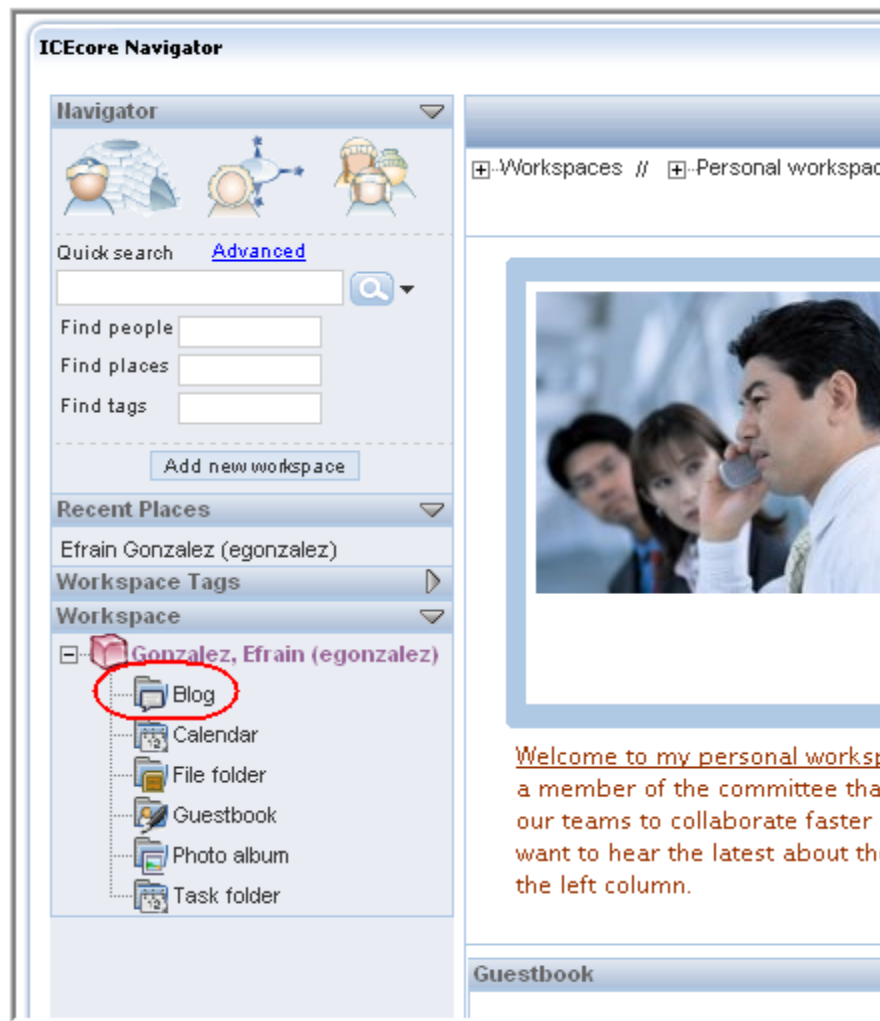 ICEcore Navigator
Navigator
Quick search Advanced
Find people
Find places
Find tags
Add new workspace
Recent Places
Efrain Gonzalez (egonzalez)
Workspace Tags
Workspace
Gonzalez, Efrain (egonzalez)
Blog
Calendar
File folder
Guestbook
Photo album
Task folder
Workspaces // Personal workspac
Welcome to my personal worksp
a member of the committee tha
our teams to collaborate faster
want to hear the latest about the
the left column.
Guestbook